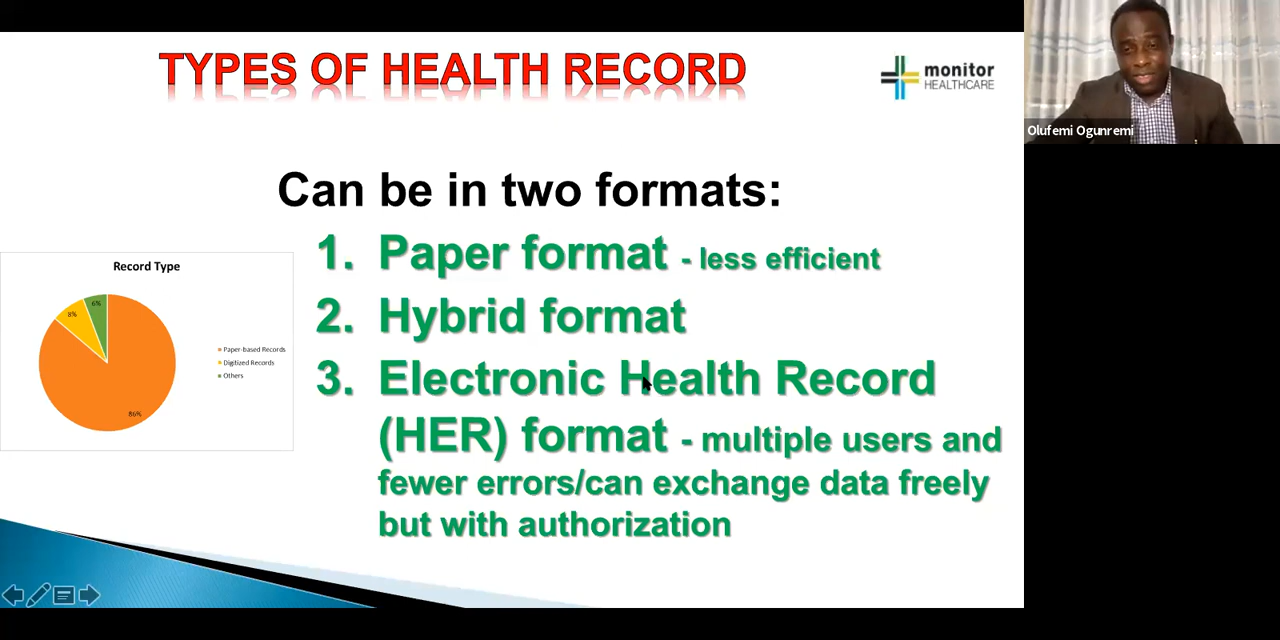 TYPES OF HEALTH RECORD
monitor
HEALTHCARE
Olufemi Ogunremi
Can be in two formats:
1. Paper format - less efficient
2. Hybrid format
3. Electronic Health Record
(HER) format - multiple users and
fewer errors/can exchange data freely
but with authorization
Record Type
6%
8%
86%
Paper-based Records
Digitized Records
Others